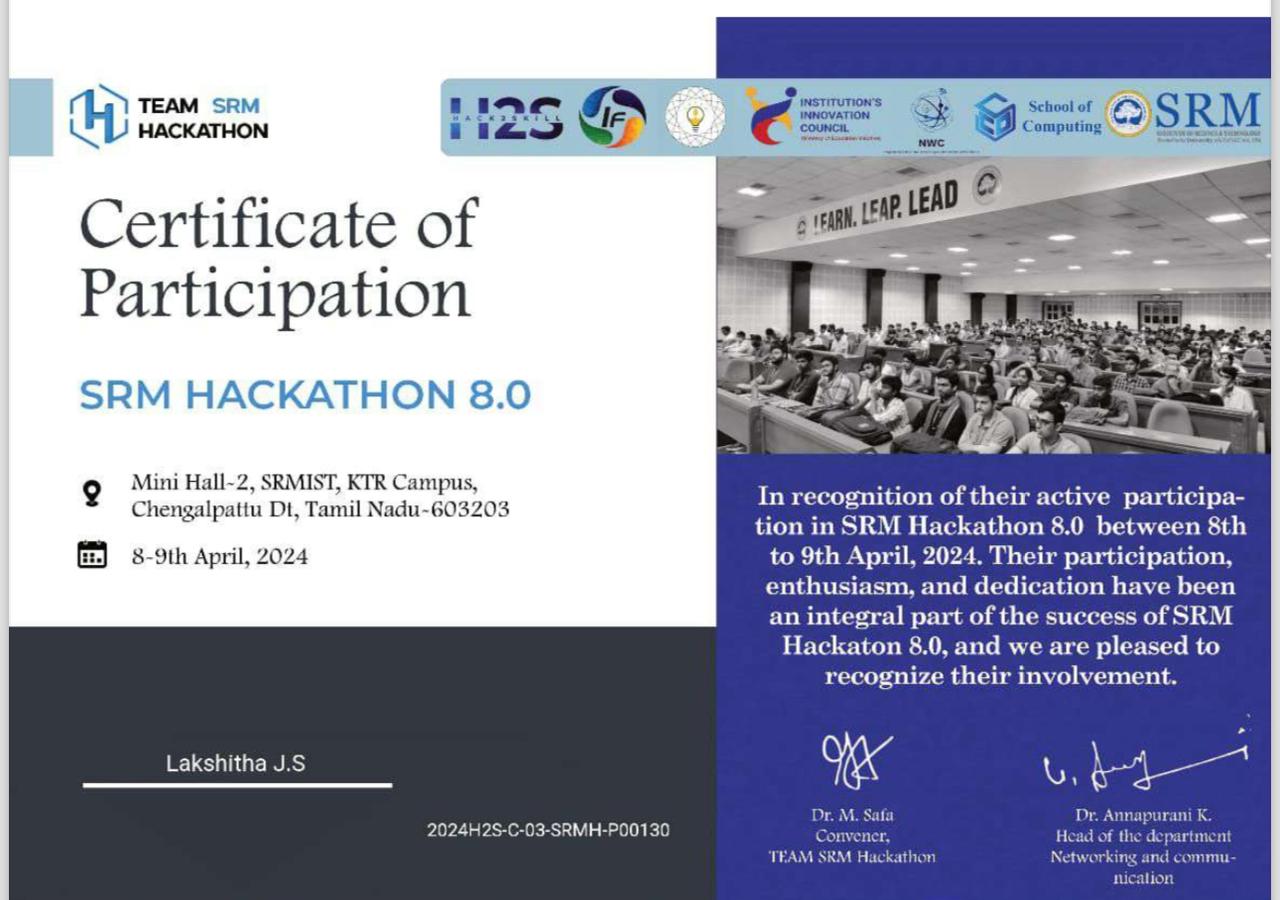 TEAM SRM
HACKATHON
H2S
HACK2SKILL
IF
INSTITUTION'S
INNOVATION
COUNCIL
NWC
School of
Computing
SRM
LEARN. LEAP. LEAD
Certificate of
Participation
SRM HACKATHON 8.0
Mini Hall-2, SRMIST, KTR Campus,
Chengalpattu Dt, Tamil Nadu-603203
8-9th April, 2024
Lakshitha J.S
2024H2S-C-03-SRMH-P00130
In recognition of their active participa-
tion in SRM Hackathon 8.0 between 8th
to 9th April, 2024. Their participation,
enthusiasm, and dedication have been
an integral part of the success of SRM
Hackaton 8.0, and we are pleased to
recognize their involvement.
Dr. M. Safa
Convener,
TEAM SRM Hackathon
Dr. Annapurani K.
Head of the department
Networking and commu-
nication